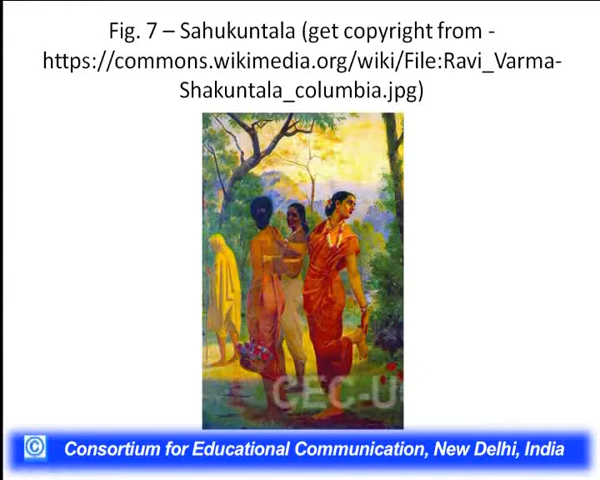 Fig. 7 – Sahukuntala (get copyright from -
https://commons.wikimedia.org/wiki/File:Ravi_Varma-
Shakuntala_columbia.jpg)
CEC-U
© Consortium for Educational Communication, New Delhi, India